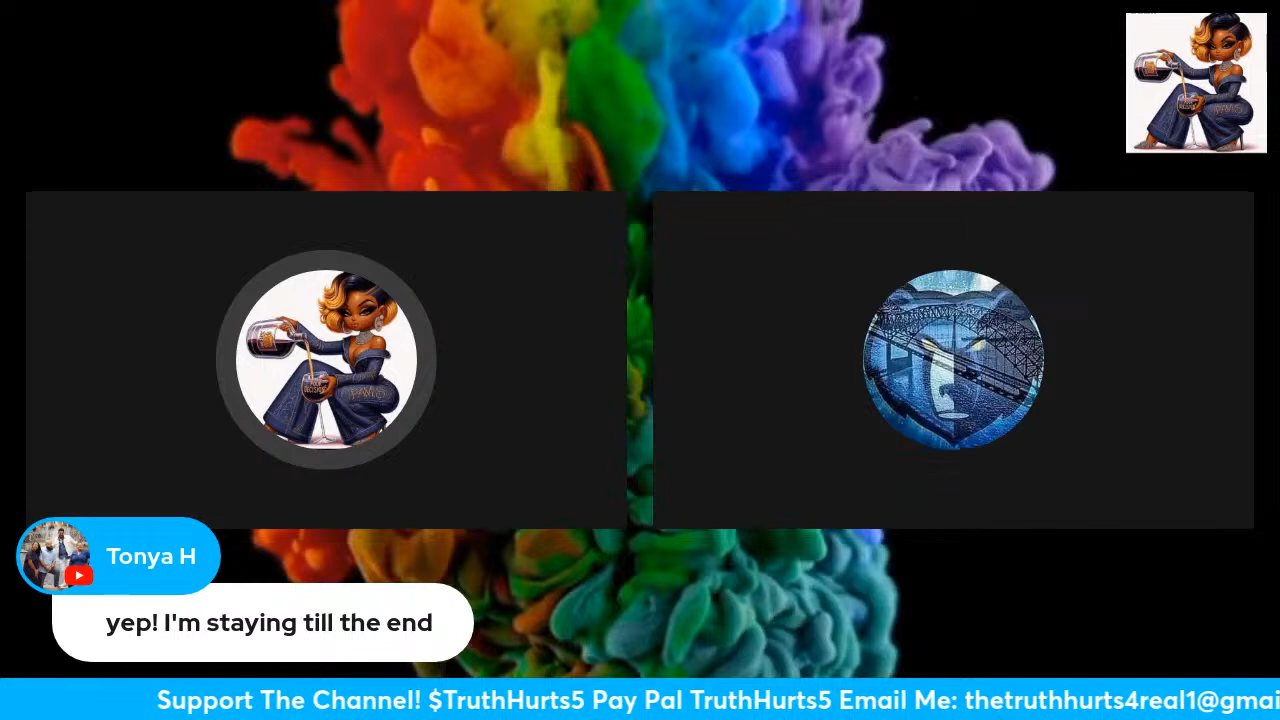 Tonya H
yep! I'm staying till the end
Support The Channel! $TruthHurts5 Pay Pal TruthHurts5 Email Me: thetruthhurts4real1@gmai